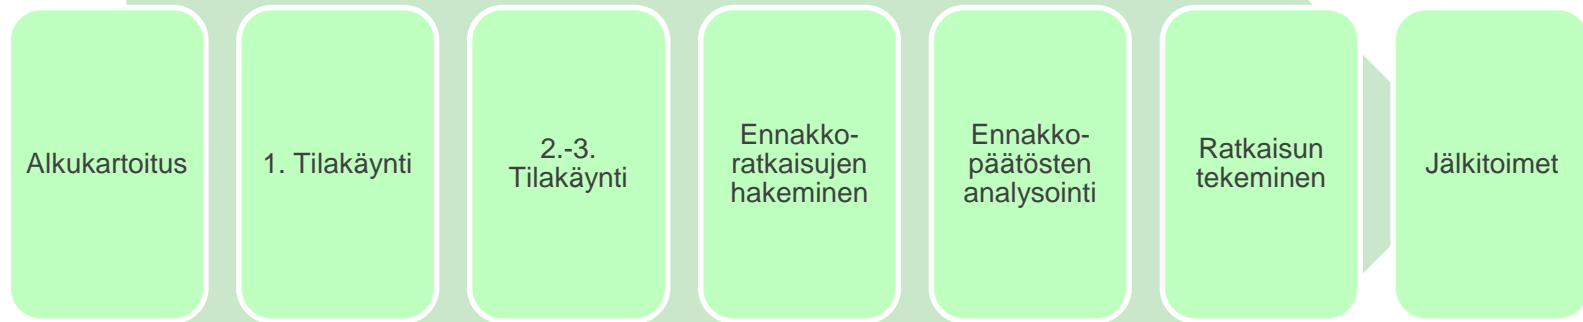 Alkukartoitus
1. Tilakäynti
2.-3.
Tilakäynti
Ennakko-
ratkaisujen
hakeminen
Ennakko-
päätösten
analysointi
Ratkaisun
tekeminen
Jälkitoimet